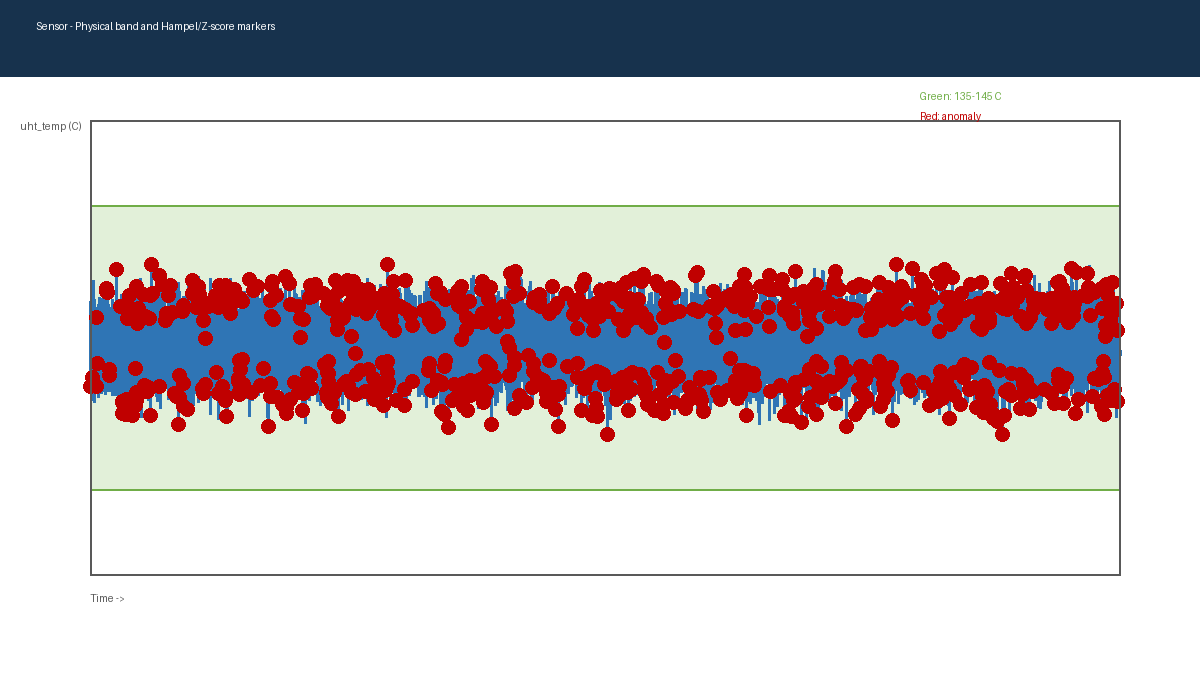 Sensor - Physical band and Hampel/Z-score markers
Green: 135-145 C
Red: anomaly
uht_temp (C)
Time ->